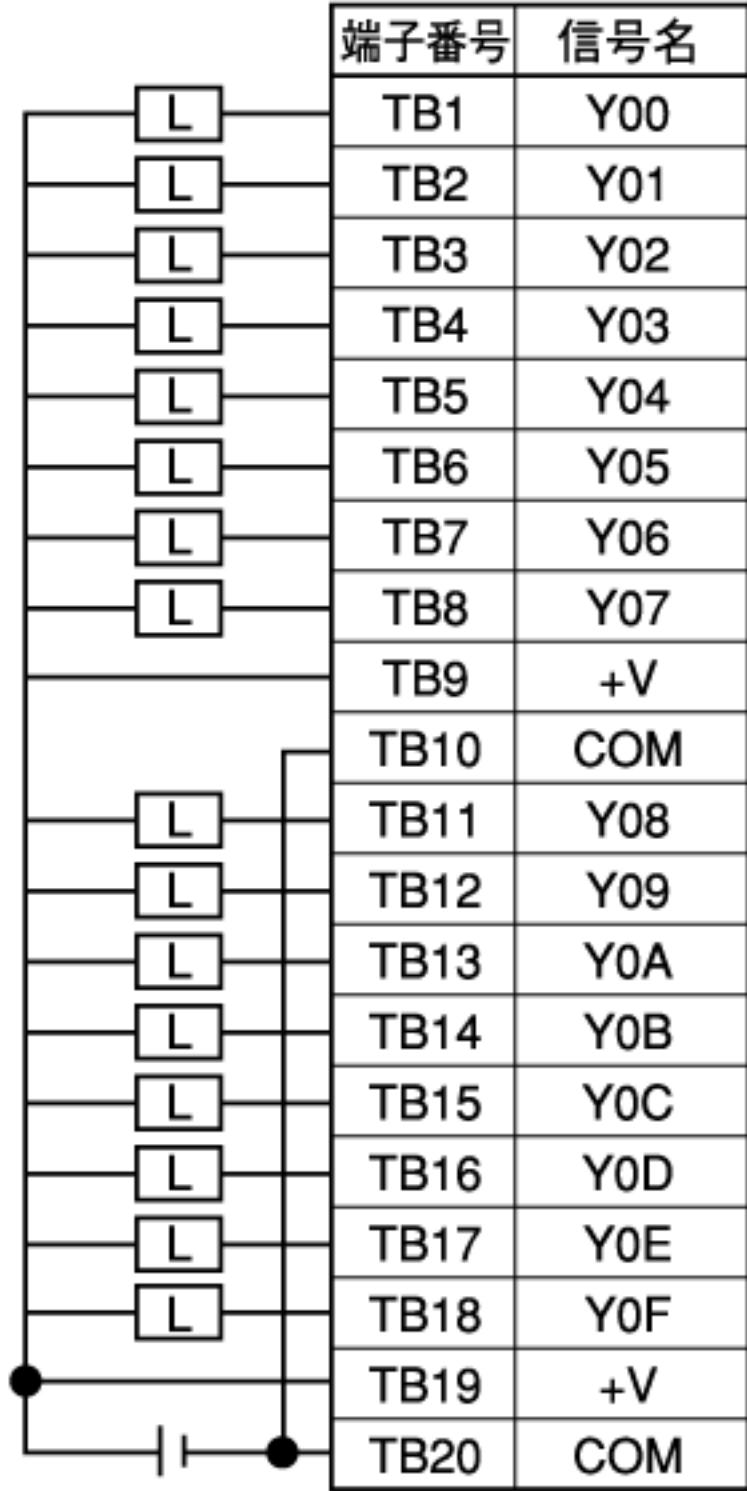 端子番号 信号名
L TB1 Y00
L TB2 Y01
L TB3 Y02
L TB4 Y03
L TB5 Y04
L TB6 Y05
L TB7 Y06
L TB8 Y07
TB9 +V
TB10 COM
L TB11 Y08
L TB12 Y09
L TB13 Y0A
L TB14 Y0B
L TB15 Y0C
L TB16 Y0D
L TB17 Y0E
L TB18 Y0F
TB19 +V
TB20 COM